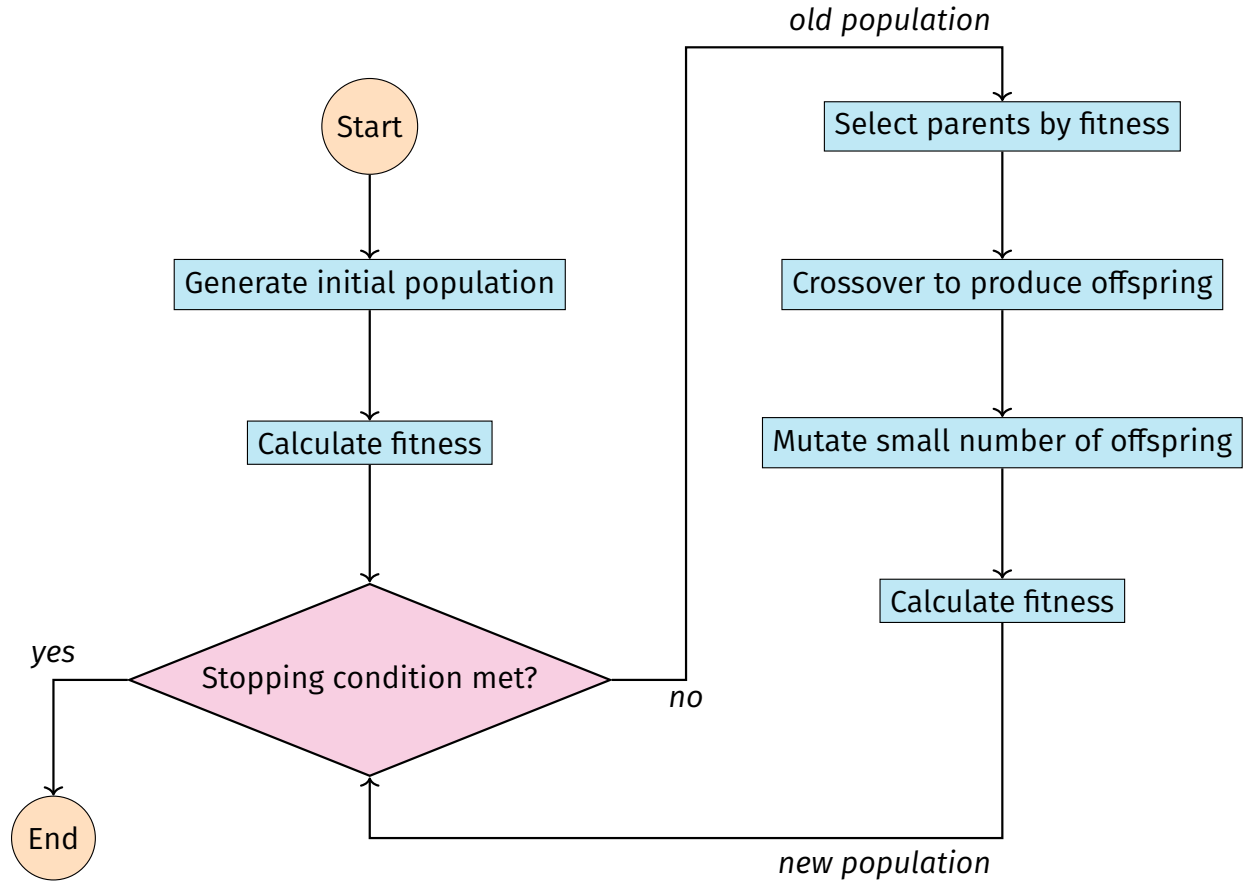 Start
Generate initial population
Calculate fitness
Stopping condition met?
yes
End
no
old population
Select parents by fitness
Crossover to produce offspring
Mutate small number of offspring
Calculate fitness
new population